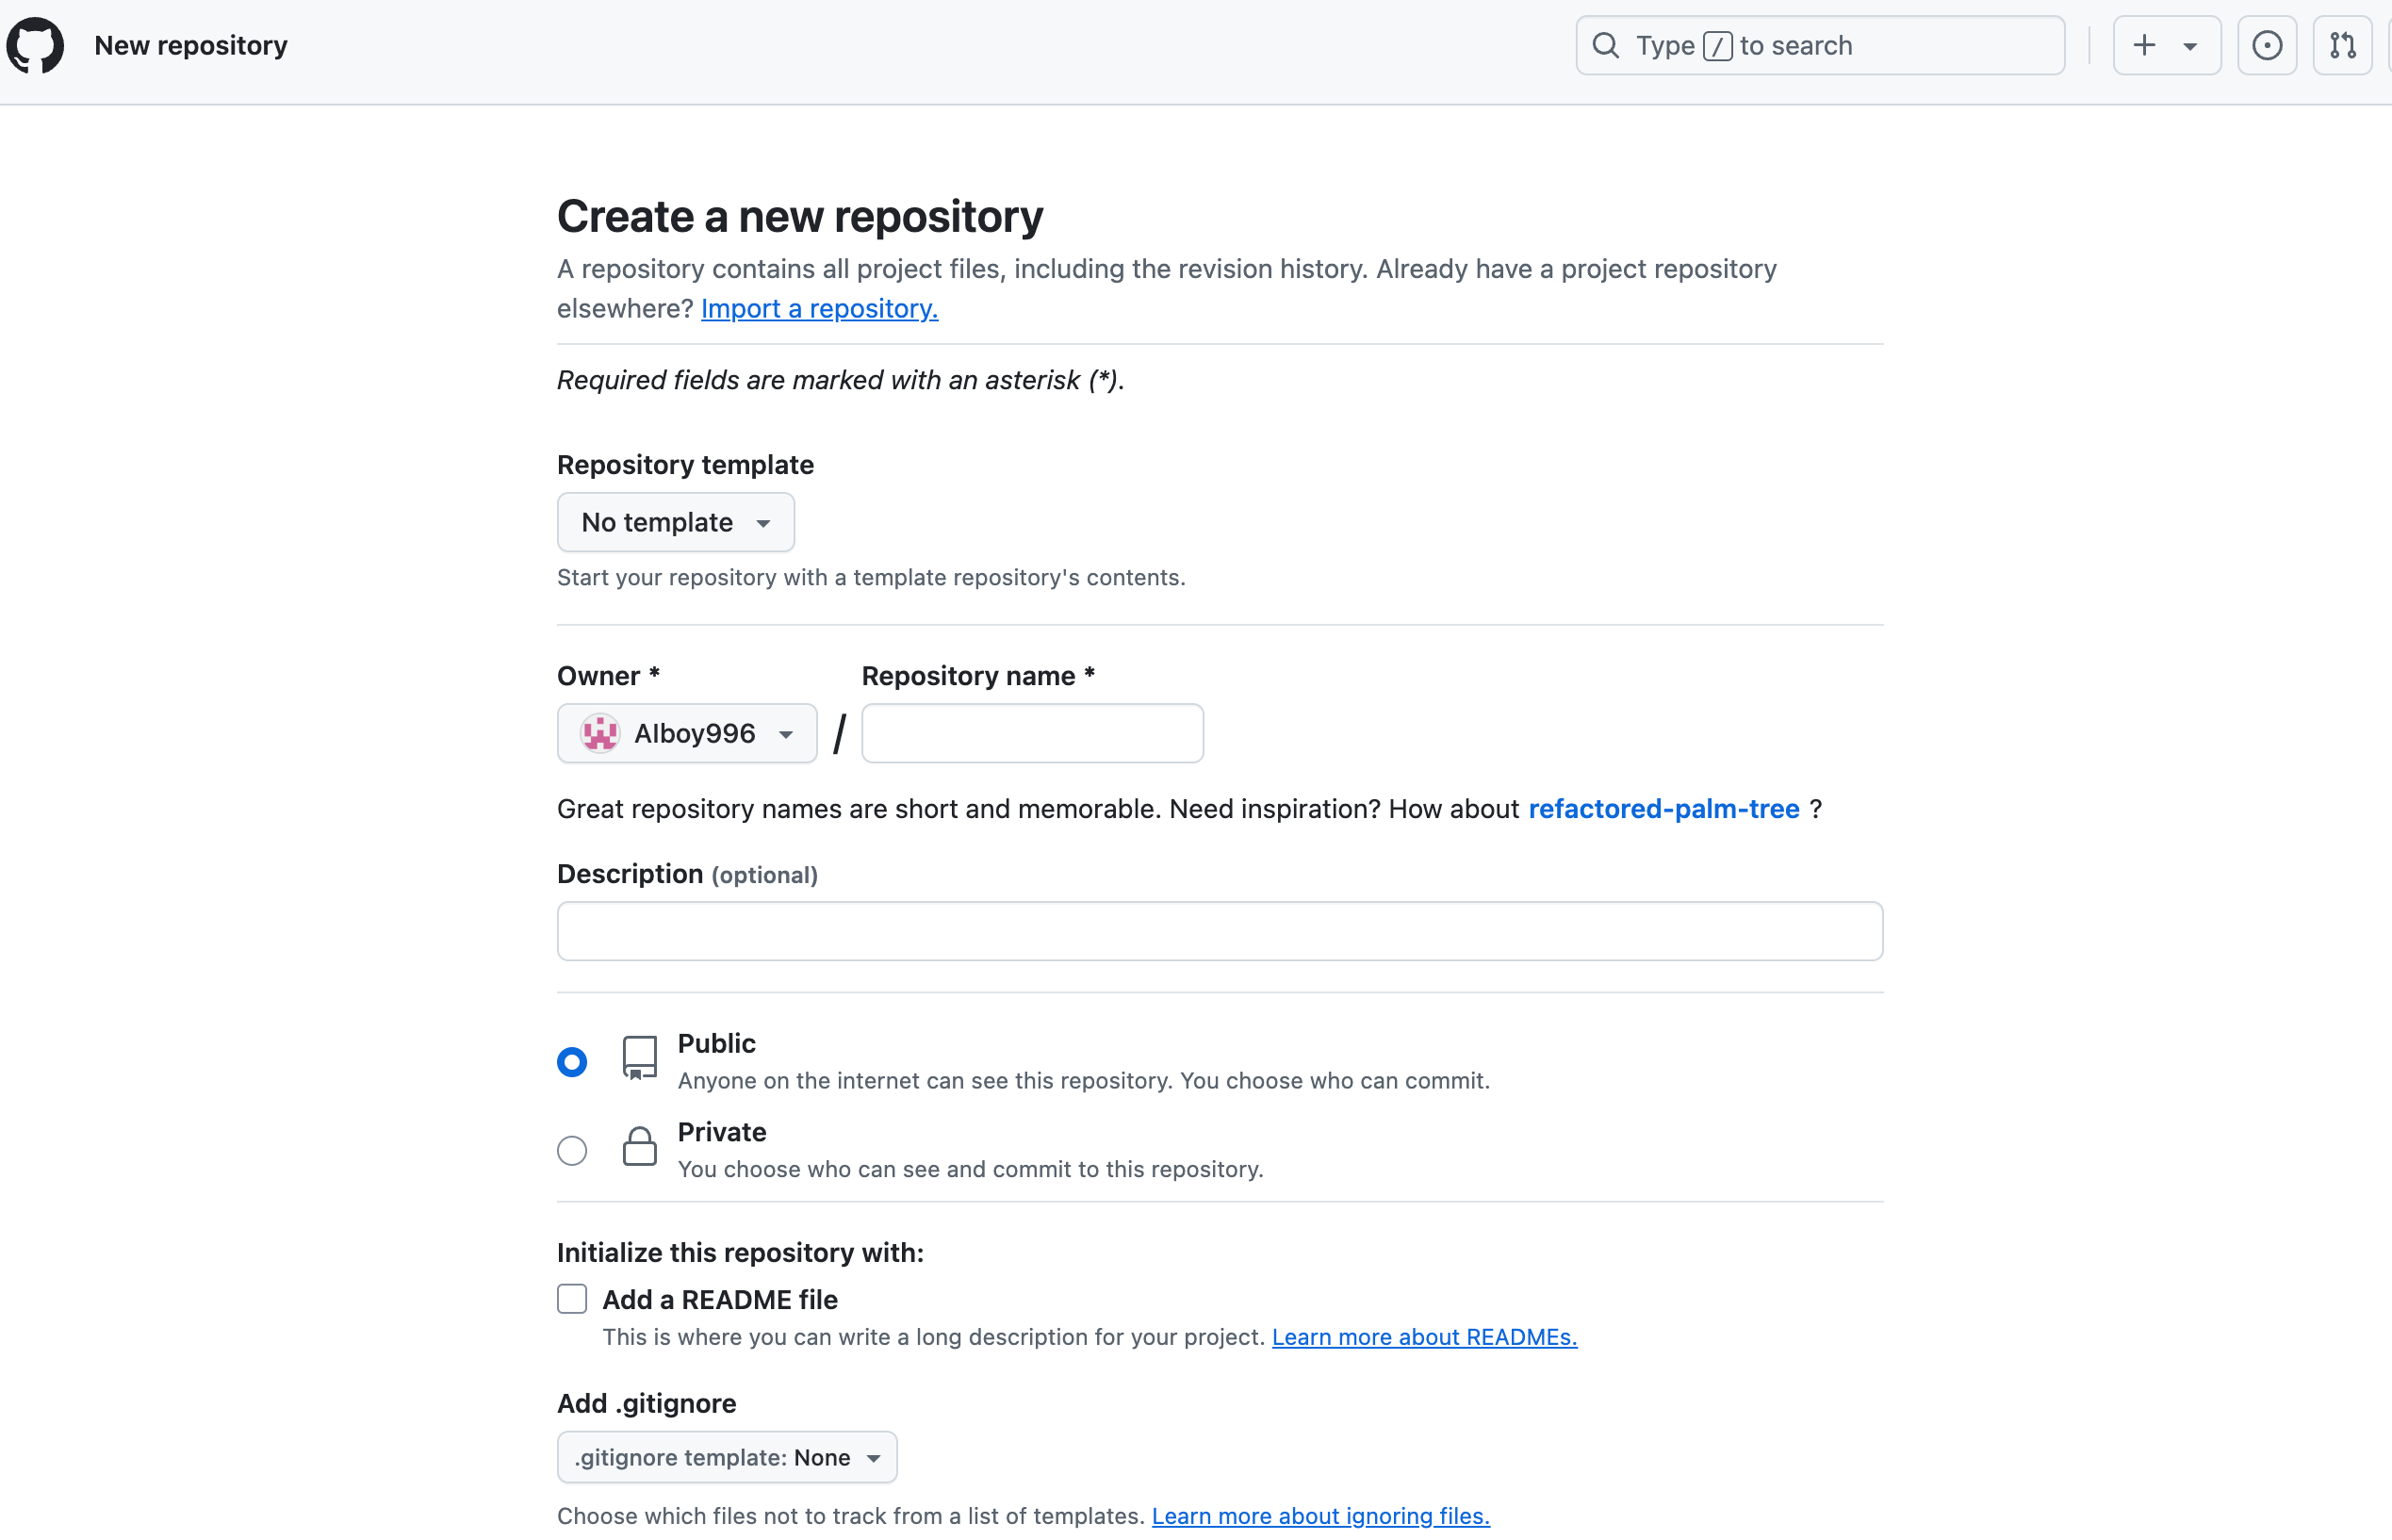 New repository
Type / to search
Create a new repository
A repository contains all project files, including the revision history. Already have a project repository
elsewhere? Import a repository.
Required fields are marked with an asterisk (*).
Repository template
No template
Start your repository with a template repository's contents.
Owner * Repository name *
AIboy996 /
Great repository names are short and memorable. Need inspiration? How about refactored-palm-tree ?
Description (optional)
Public
Anyone on the internet can see this repository. You choose who can commit.
Private
You choose who can see and commit to this repository.
Initialize this repository with:
Add a README file
This is where you can write a long description for your project. Learn more about READMEs.
Add .gitignore
.gitignore template: None
Choose which files not to track from a list of templates. Learn more about ignoring files.